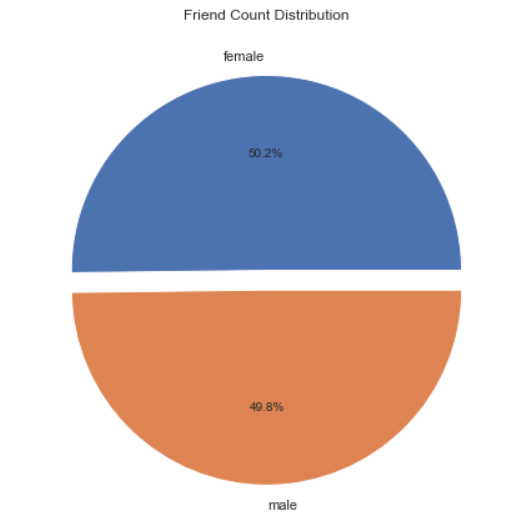 Friend Count Distribution
female
50.2%
49.8%
male